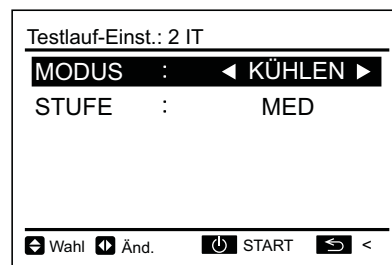 Testlauf-Einst.: 2 IT
MODUS : ◀ KÜHLEN ▶
STUFE : MED
Wahl Änd. START <